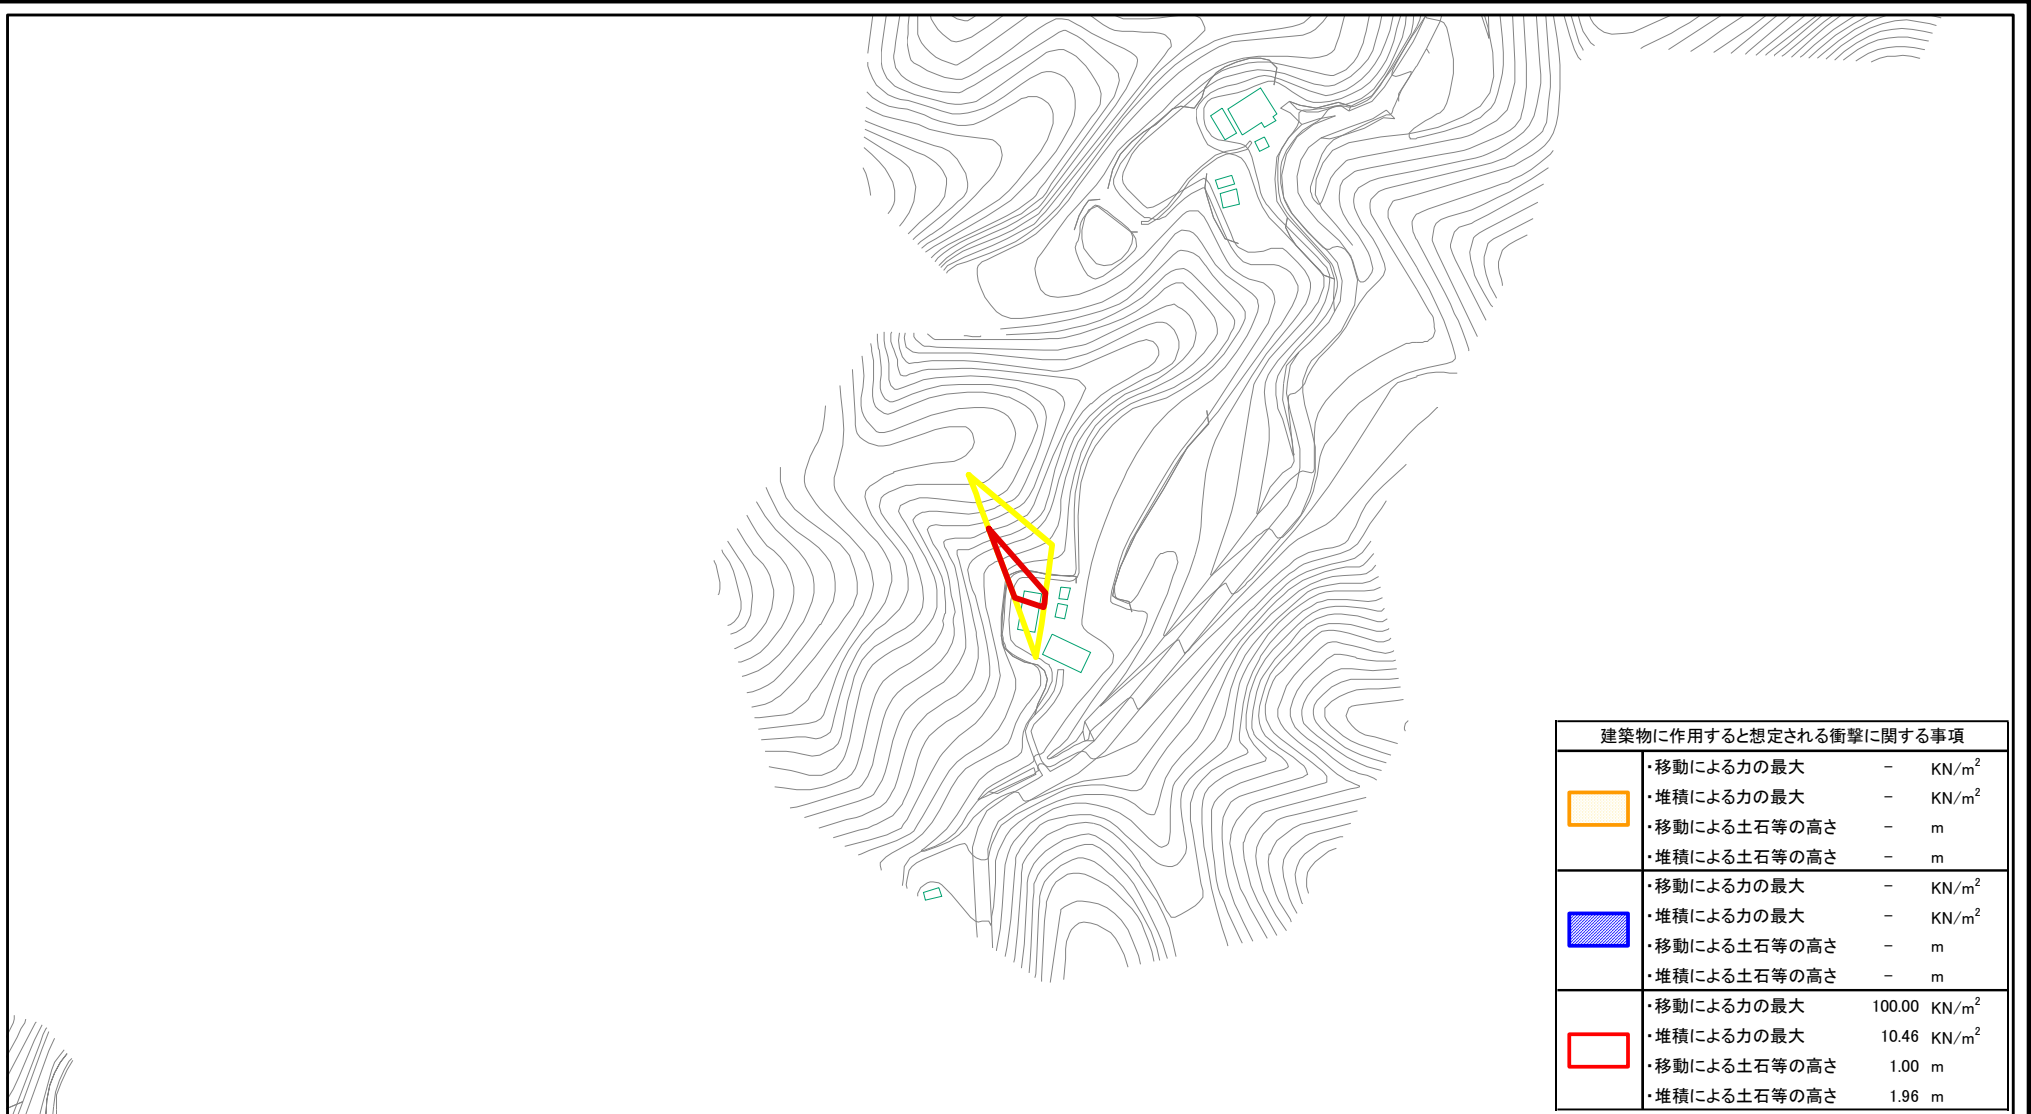 建築物に作用すると想定される衝撃に関する事項
・移動による力の最大 － KN/m²
・堆積による力の最大 － KN/m²
・移動による土石等の高さ － m
・堆積による土石等の高さ － m
・移動による力の最大 － KN/m²
・堆積による力の最大 － KN/m²
・移動による土石等の高さ － m
・堆積による土石等の高さ － m
・移動による力の最大 100.00 KN/m²
・堆積による力の最大 10.46 KN/m²
・移動による土石等の高さ 1.00 m
・堆積による土石等の高さ 1.96 m